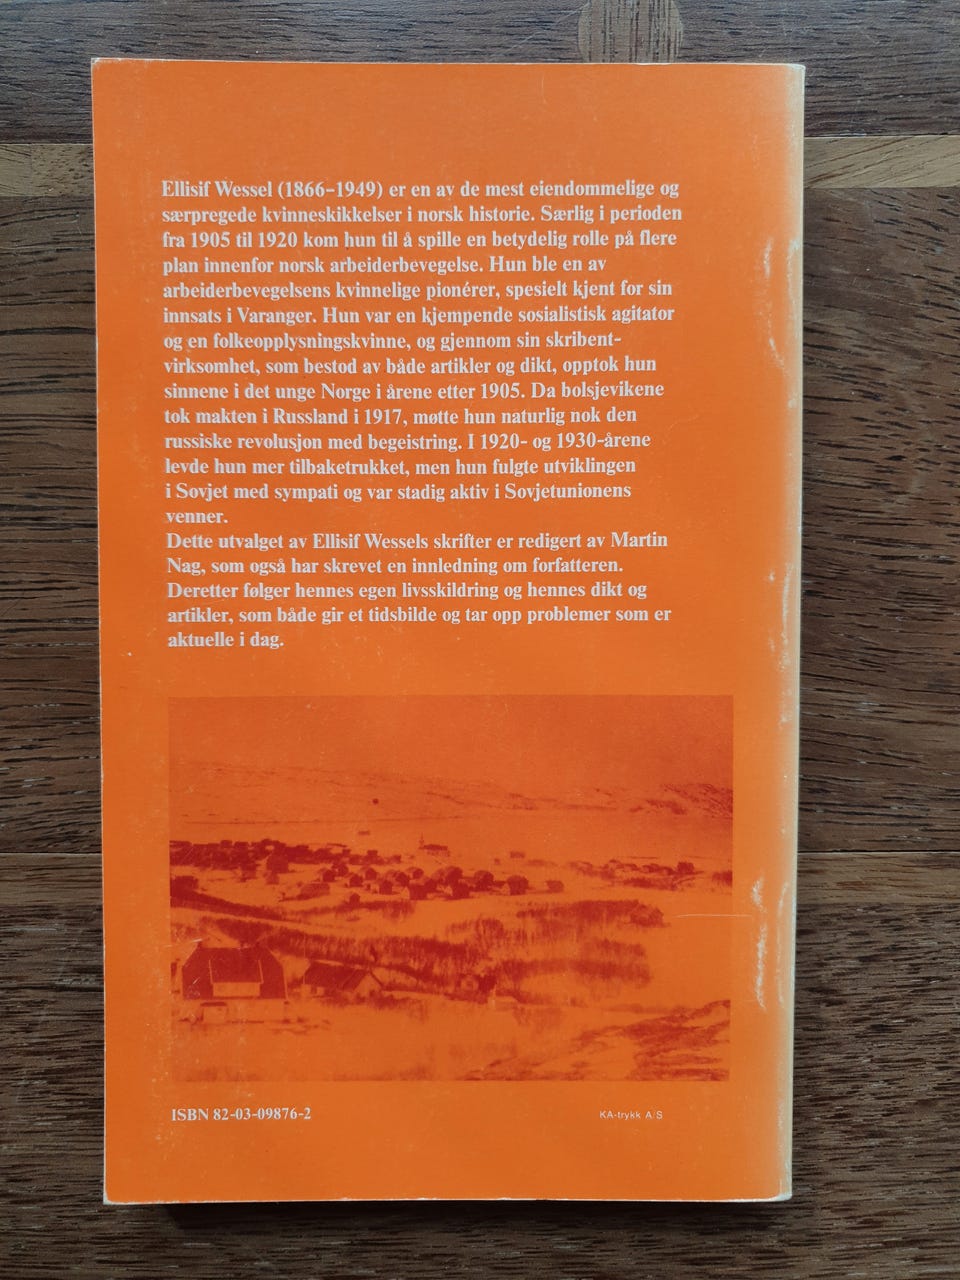 Ellisif Wessel (1866–1949) er en av de mest eiendommelige og
særpregede kvinneskikkelser i norsk historie. Særlig i perioden
fra 1905 til 1920 kom hun til å spille en betydelig rolle på flere
plan innenfor norsk arbeiderbevegelse. Hun ble en av
arbeiderbevegelsens kvinnelige pionérer, spesielt kjent for sin
innsats i Varanger. Hun var en kjempende sosialistisk agitator
og en folkeopplysningskvinne, og gjennom sin skribent-
virksomhet, som bestod av både artikler og dikt, opptok hun
sinnene i det unge Norge i årene etter 1905. Da bolsjevikene
tok makten i Russland i 1917, møtte hun naturlig nok den
russiske revolusjon med begeistring. I 1920- og 1930-årene
levde hun mer tilbaketrukket, men hun fulgte utviklingen
i Sovjet med sympati og var stadig aktiv i Sovjetunionens
venner.
Dette utvalget av Ellisif Wessels skrifter er redigert av Martin
Nag, som også har skrevet en innledning om forfatteren.
Deretter følger hennes egen livsskildring og hennes dikt og
artikler, som både gir et tidsbilde og tar opp problemer som er
aktuelle i dag.
ISBN 82-03-09876-2
KA-trykk A/S